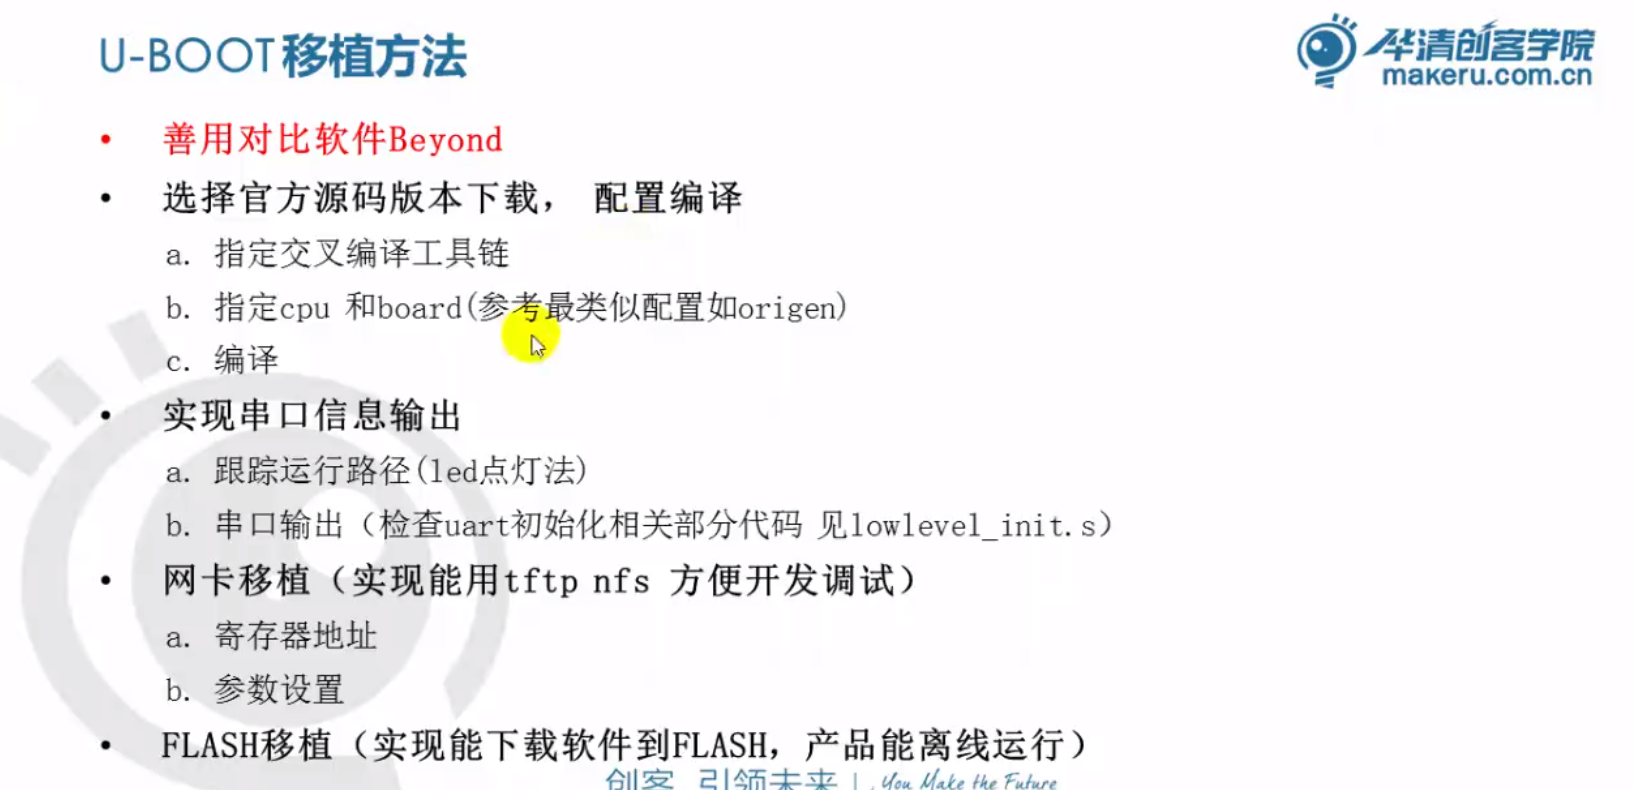 U-BOOT移植方法
华清创客学院
makeru.com.cn
• 善用对比软件Beyond
• 选择官方源码版本下载， 配置编译
a. 指定交叉编译工具链
b. 指定cpu 和board(参考最类似配置如origen)
c. 编译
• 实现串口信息输出
a. 跟踪运行路径(led点灯法)
b. 串口输出（检查uart初始化相关部分代码 见lowlevel_init.s）
• 网卡移植（实现能用tftp nfs 方便开发调试）
a. 寄存器地址
b. 参数设置
• FLASH移植（实现能下载软件到FLASH，产品能离线运行）
创客 引领未来 | You Make the Future